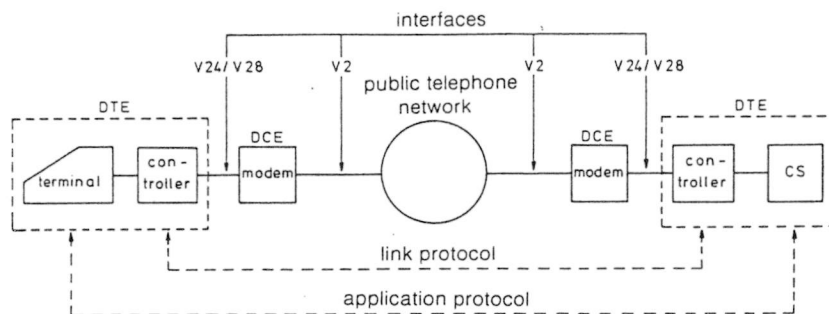 interfaces
V24/V28
V2
V2
V24/V28
public telephone
network
DTE
DTE
DCE
DCE
terminal
con-
troller
modem
modem
con-
troller
CS
link protocol
application protocol